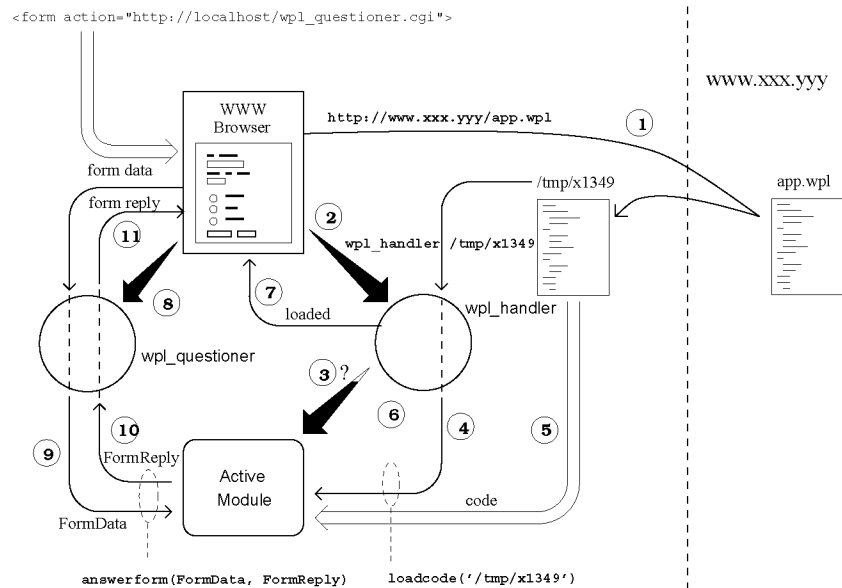 <form action="http://localhost/wpl_questioner.cgi">
www.xxx.yyy
WWW
Browser
http://www.xxx.yyy/app.wpl
1
form data
/tmp/x1349
app.wpl
form reply
11
2
wpl_handler /tmp/x1349
7
8
loaded
wpl_handler
wpl_questioner
3 ?
6
4
5
9
10
FormReply
Active
Module
code
FormData
answerform(FormData, FormReply)
loadcode('/tmp/x1349')